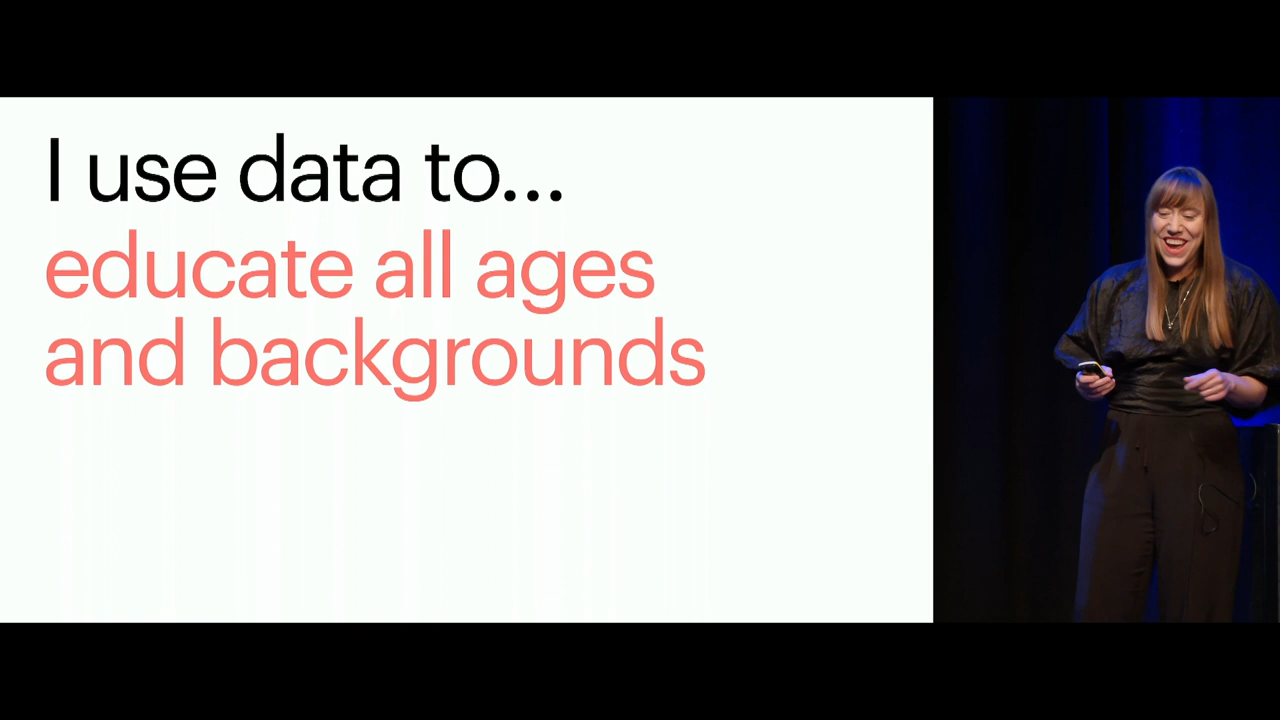 I use data to...
educate all ages
and backgrounds